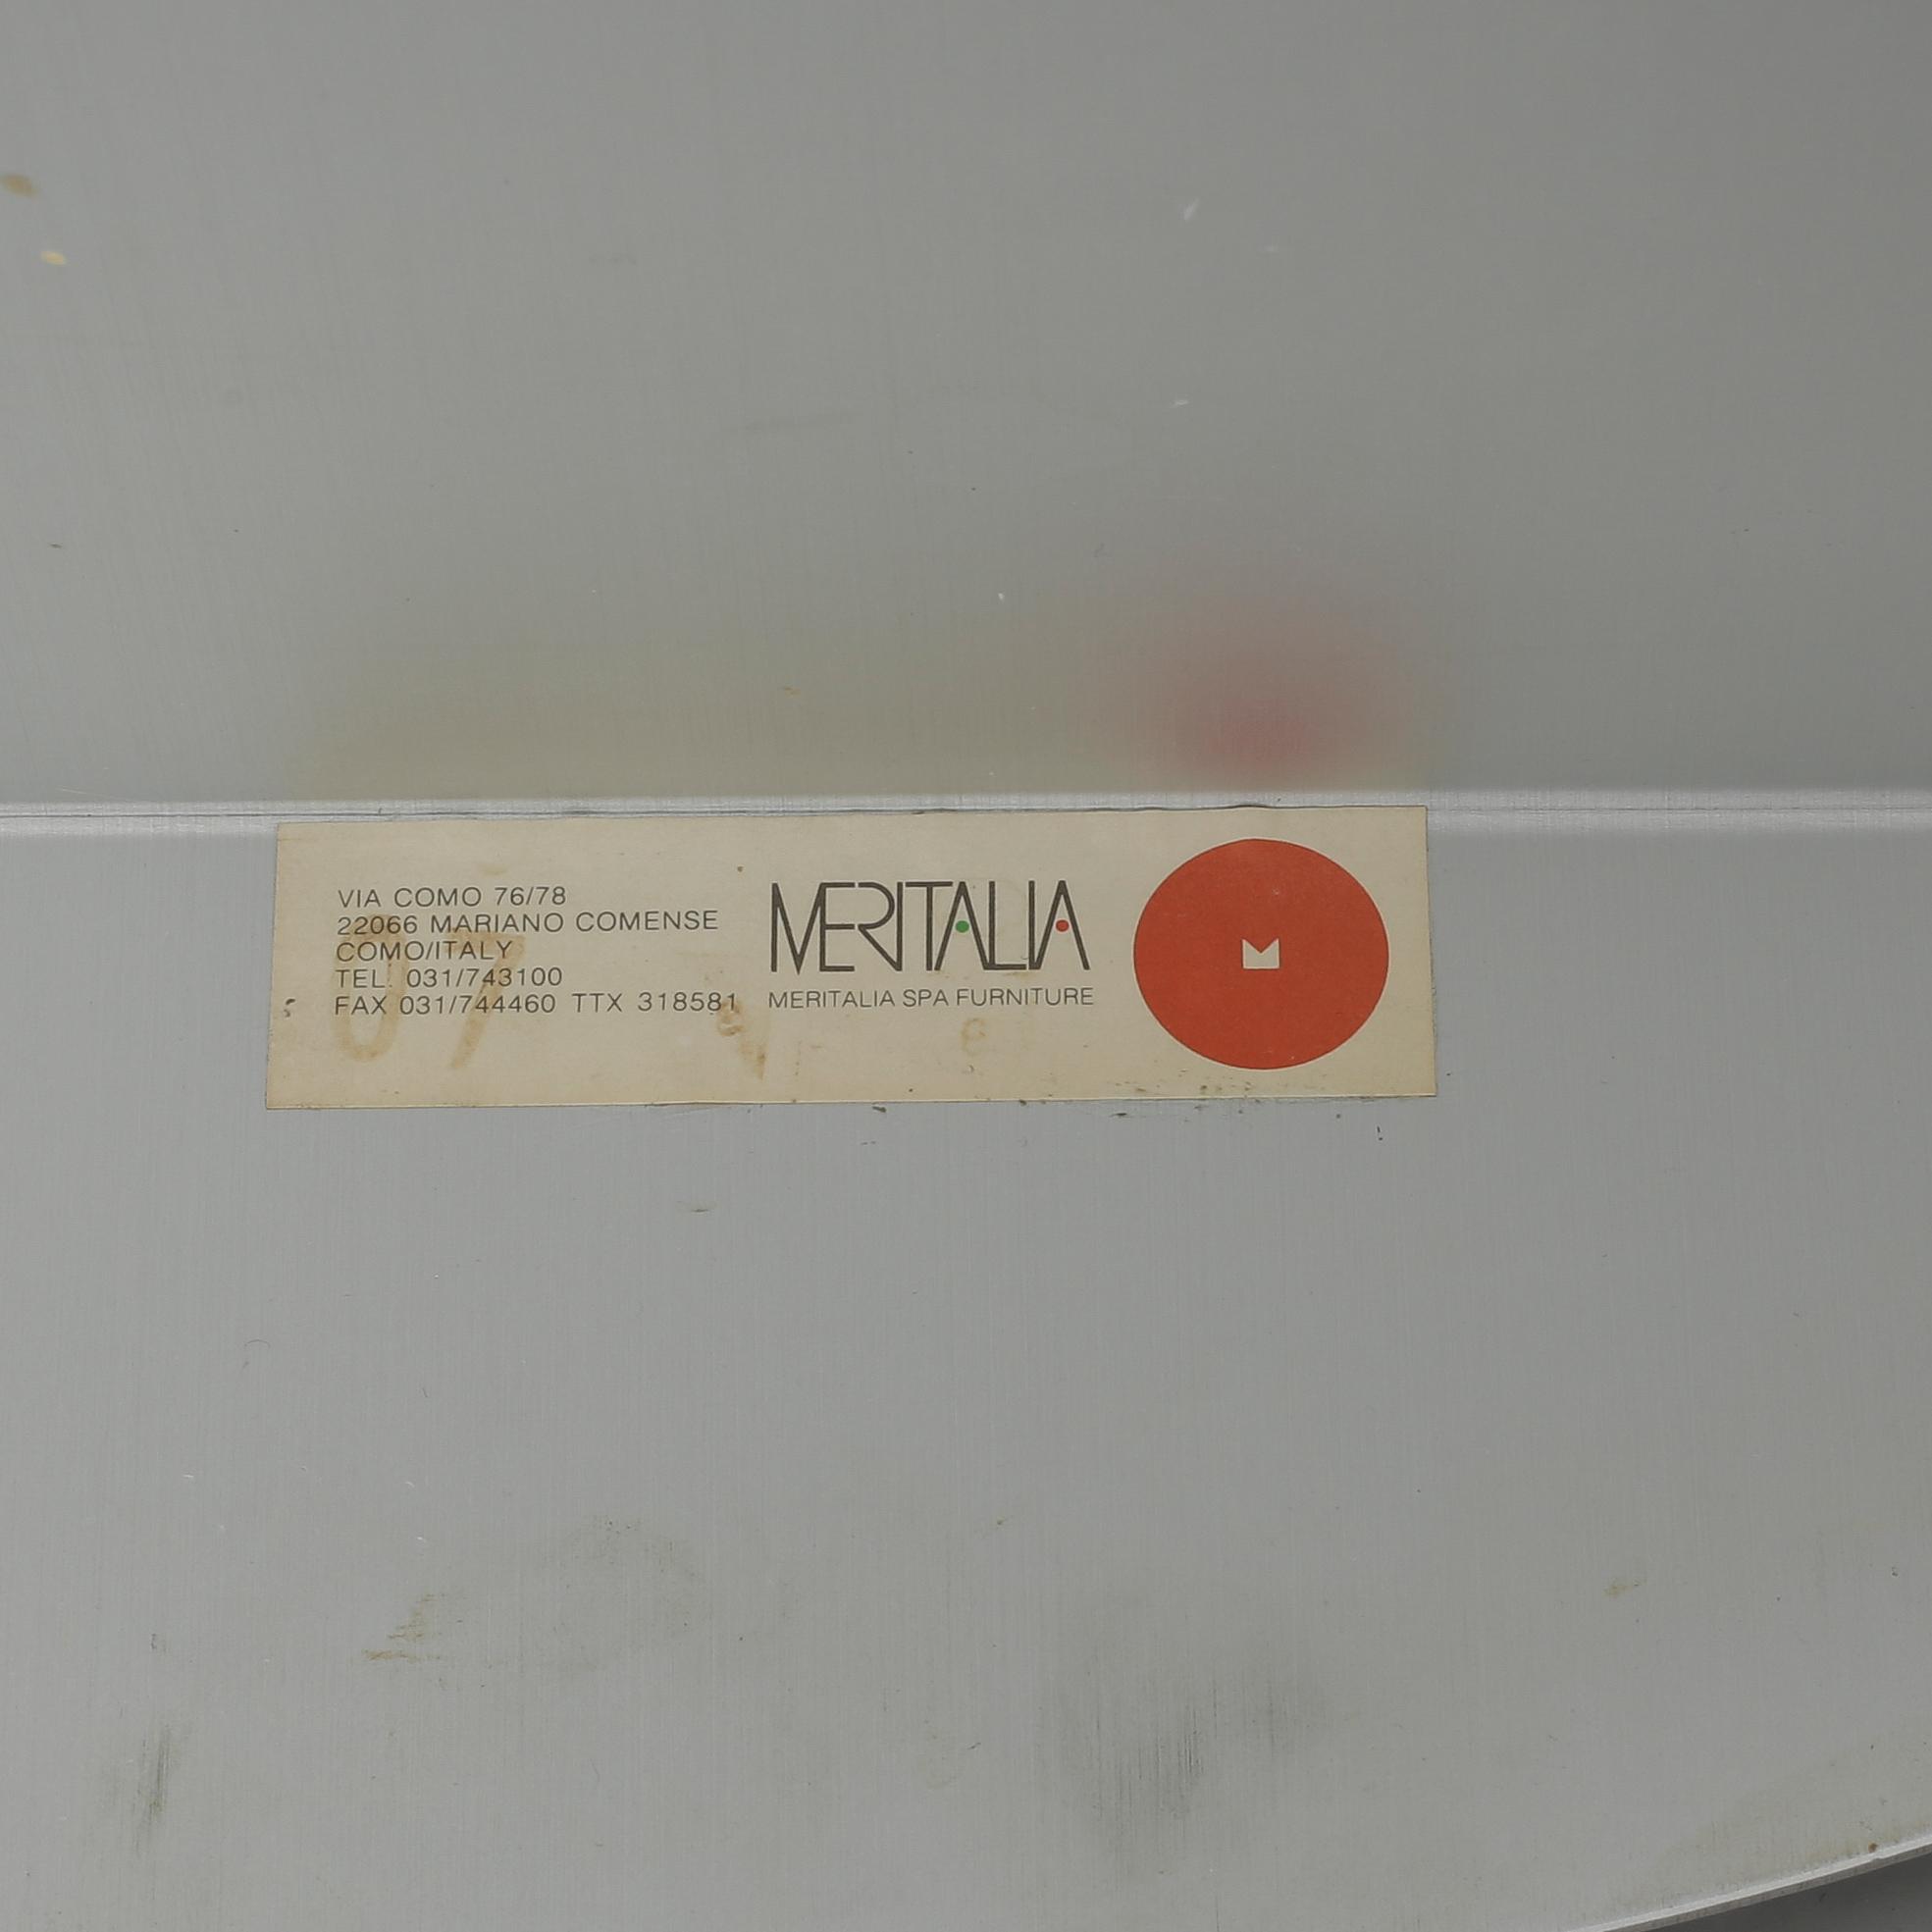 VIA COMO 76/78
22066 MARIANO COMENSE
COMO/ITALY
TEL. 031/743100
FAX 031/744460 TTX 318581
MERITALIA
MERITALIA SPA FURNITURE
M
07